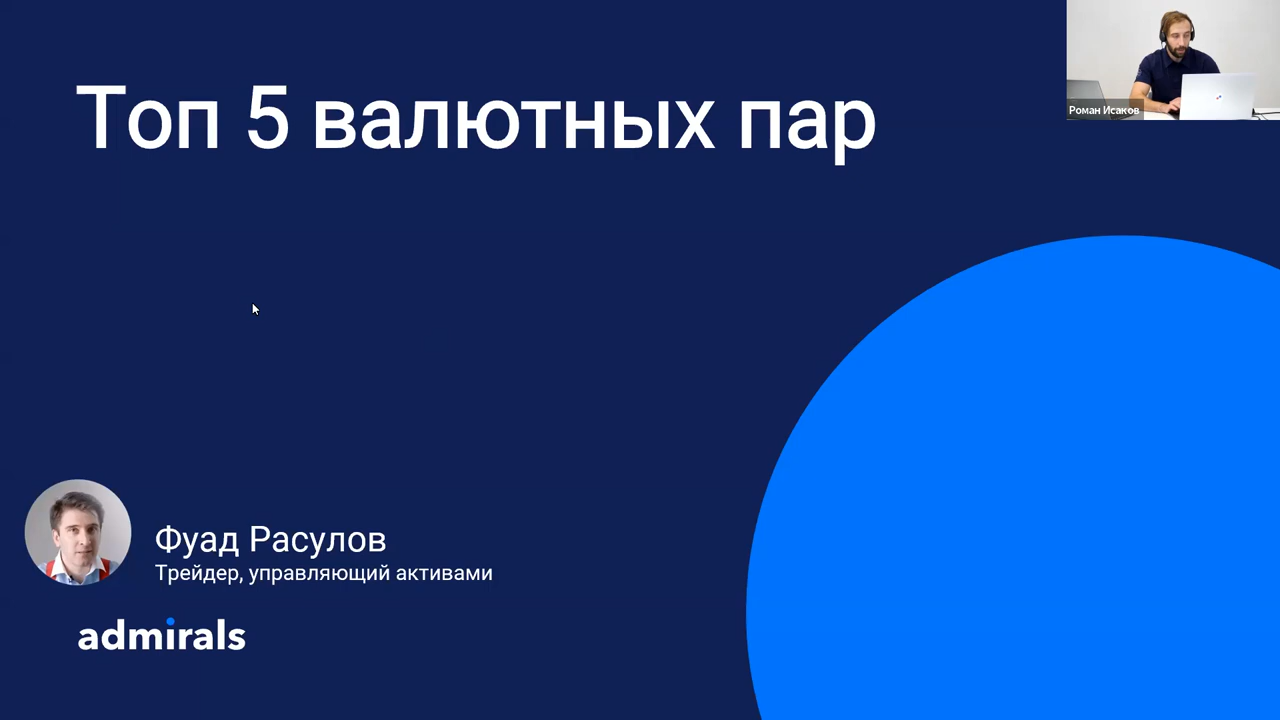 Топ 5 валютных пар
Роман Исаков
Фуад Расулов
Трейдер, управляющий активами
admirals